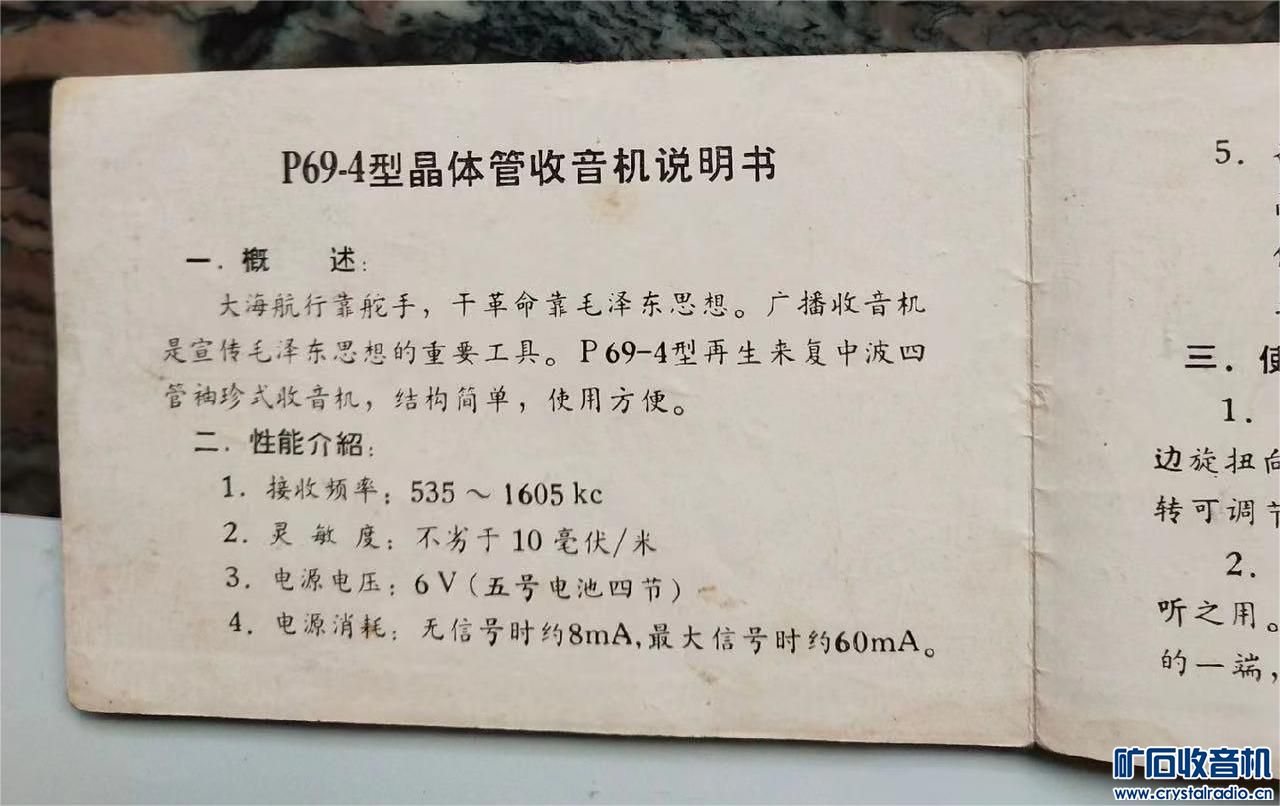 P69-4型晶体管收音机说明书
一．概　　述：
大海航行靠舵手，干革命靠毛泽东思想。广播收音机
是宣传毛泽东思想的重要工具。P69-4型再生来复中波四
管袖珍式收音机，结构简单，使用方便。
二．性能介紹：
1．接收频率：535～1605 kc
2．灵 敏 度：不劣于10毫伏/米
3．电源电压：6V（五号电池四节）
4．电源消耗：无信号时约8mA,最大信号时约60mA。
5．
三．使
1．
边旋扭向
转可调节
2．
听之用。
的一端，
矿石收音机
www.crystalradio.cn